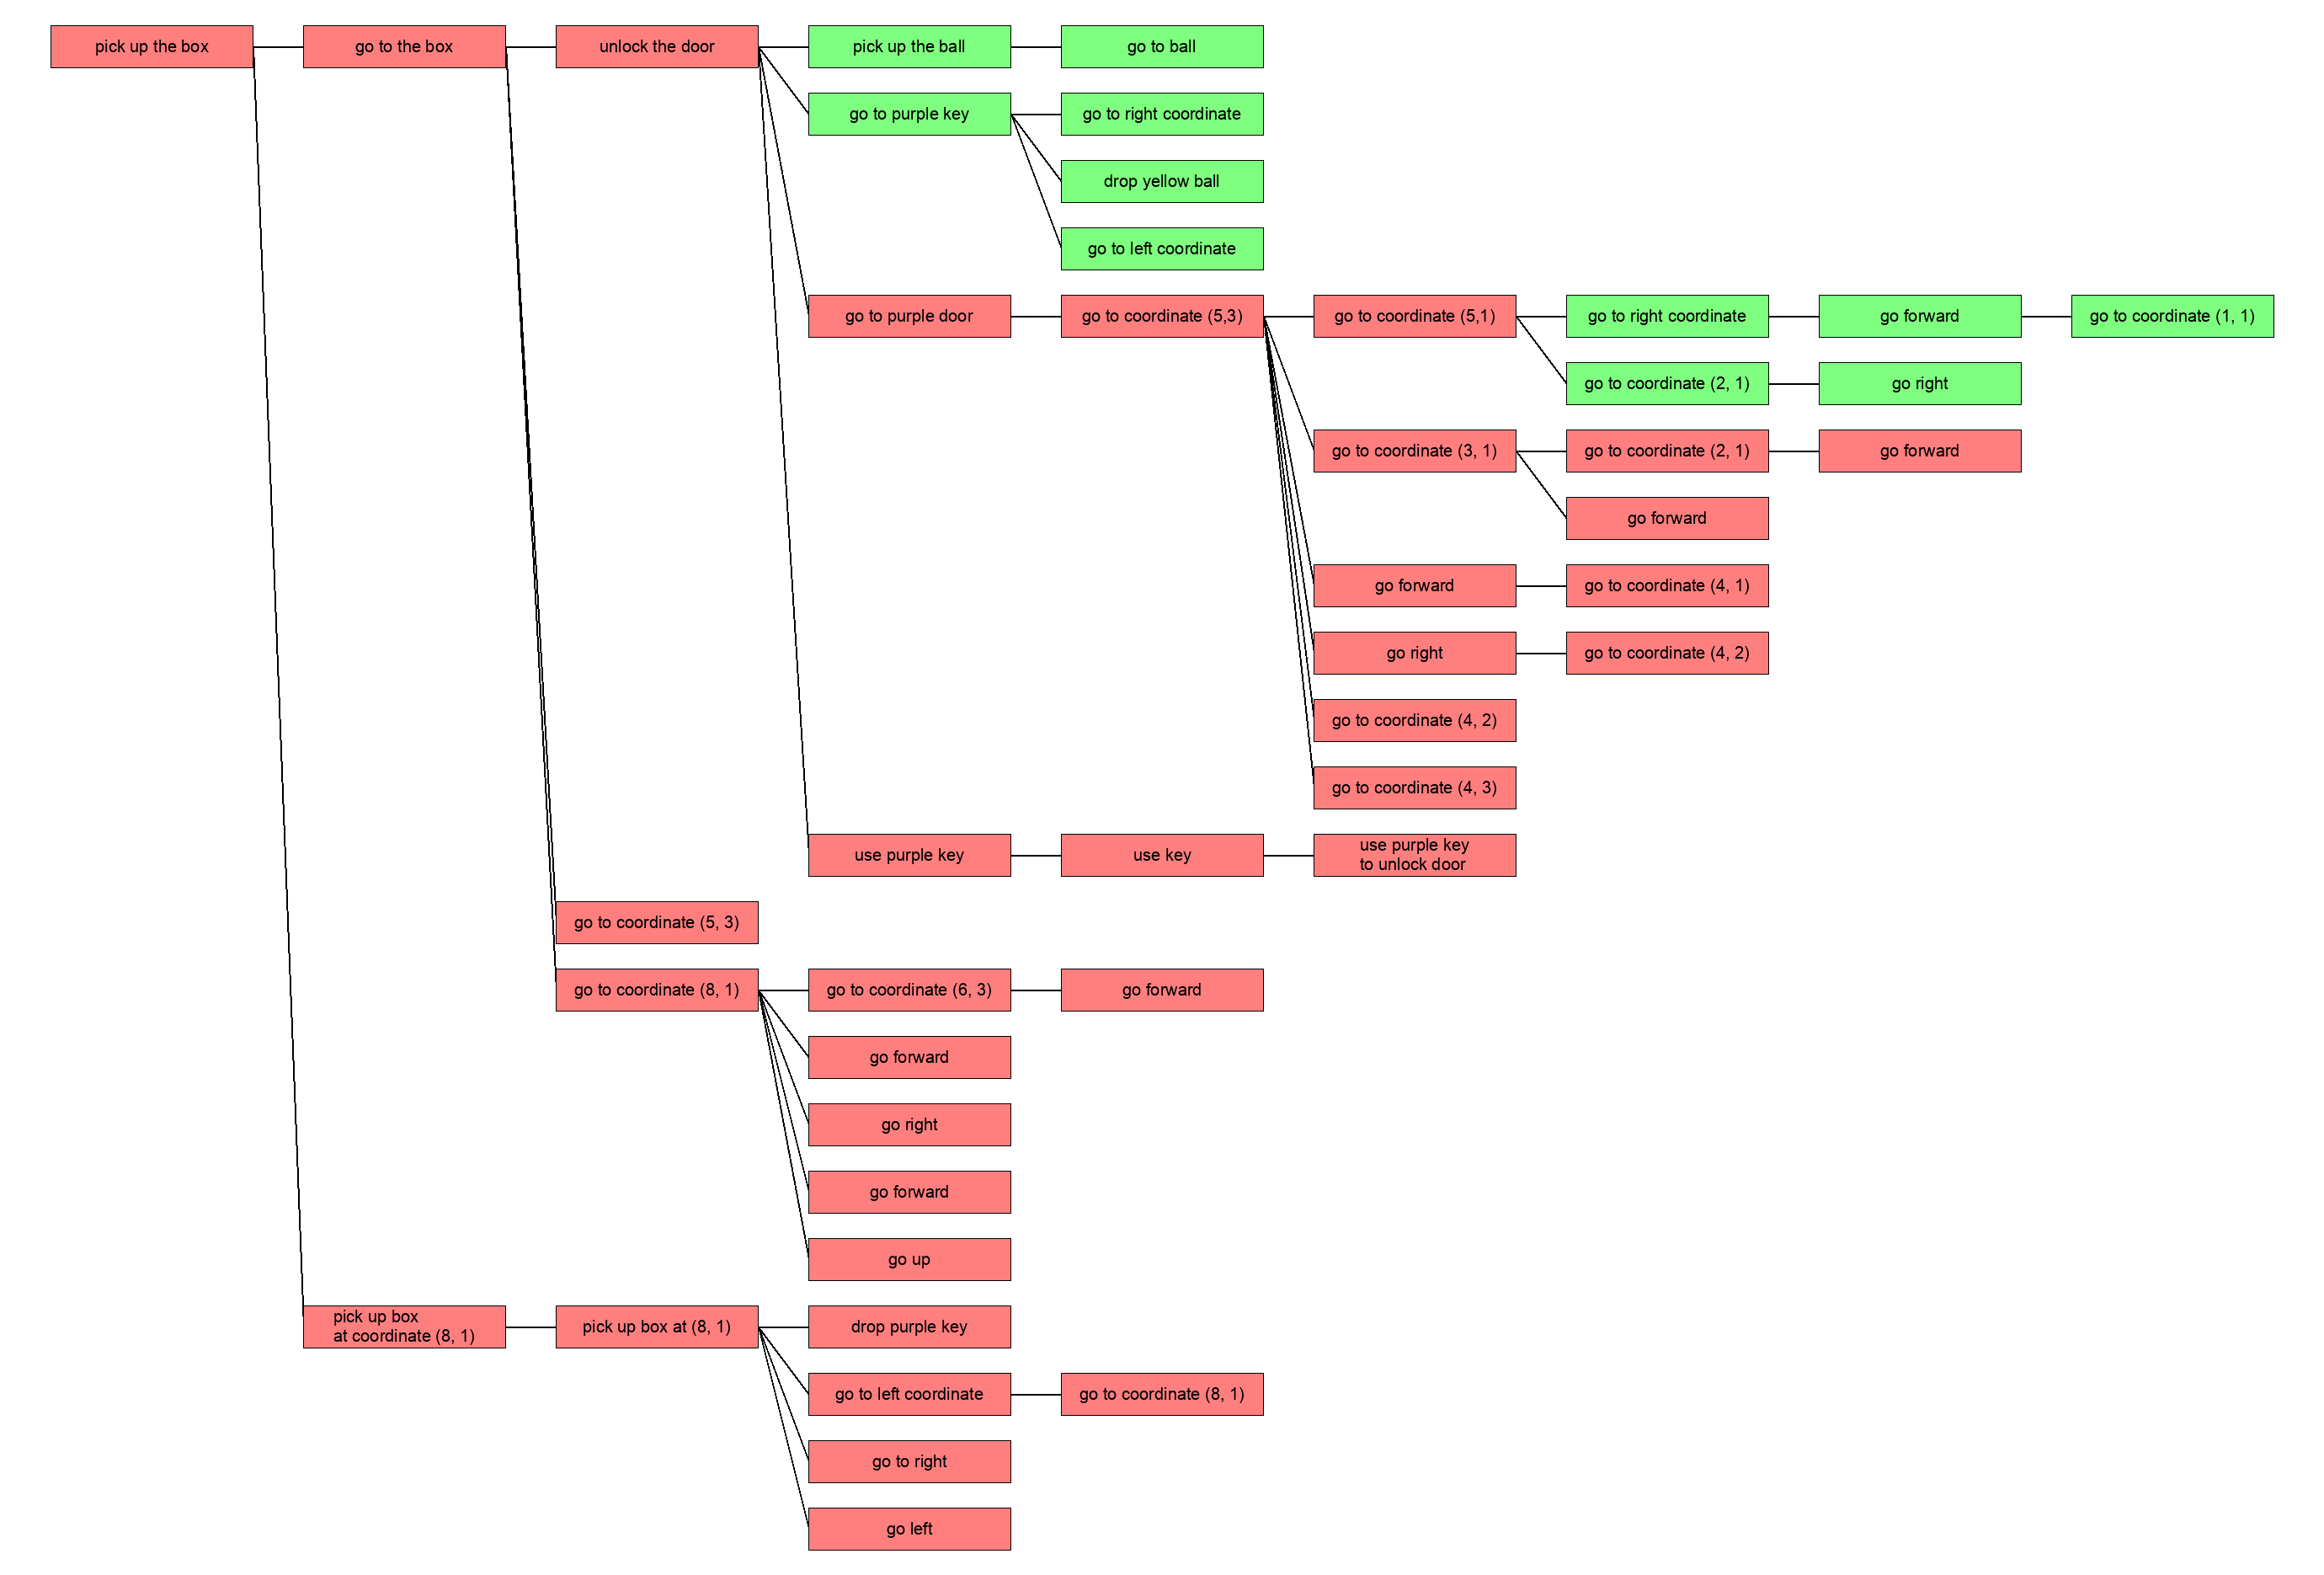 pick up the box
go to the box
unlock the door
pick up the ball
go to ball
go to purple key
go to right coordinate
drop yellow ball
go to left coordinate
go to purple door
go to coordinate (5,3)
go to coordinate (5,1)
go to right coordinate
go forward
go to coordinate (1, 1)
go to coordinate (2, 1)
go right
go to coordinate (3, 1)
go to coordinate (2, 1)
go forward
go forward
go forward
go to coordinate (4, 1)
go right
go to coordinate (4, 2)
go to coordinate (4, 2)
go to coordinate (4, 3)
use purple key
use key
use purple key
to unlock door
go to coordinate (5, 3)
go to coordinate (8, 1)
go to coordinate (6, 3)
go forward
go forward
go right
go forward
go up
pick up box
at coordinate (8, 1)
pick up box at (8, 1)
drop purple key
go to left coordinate
go to coordinate (8, 1)
go to right
go left